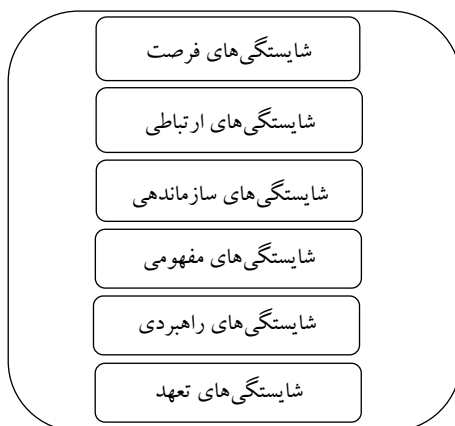 شایستگی‌های فرصت
شایستگی‌های ارتباطی
شایستگی‌های سازماندهی
شایستگی‌های مفهومی
شایستگی‌های راهبردی
شایستگی‌های تعهد